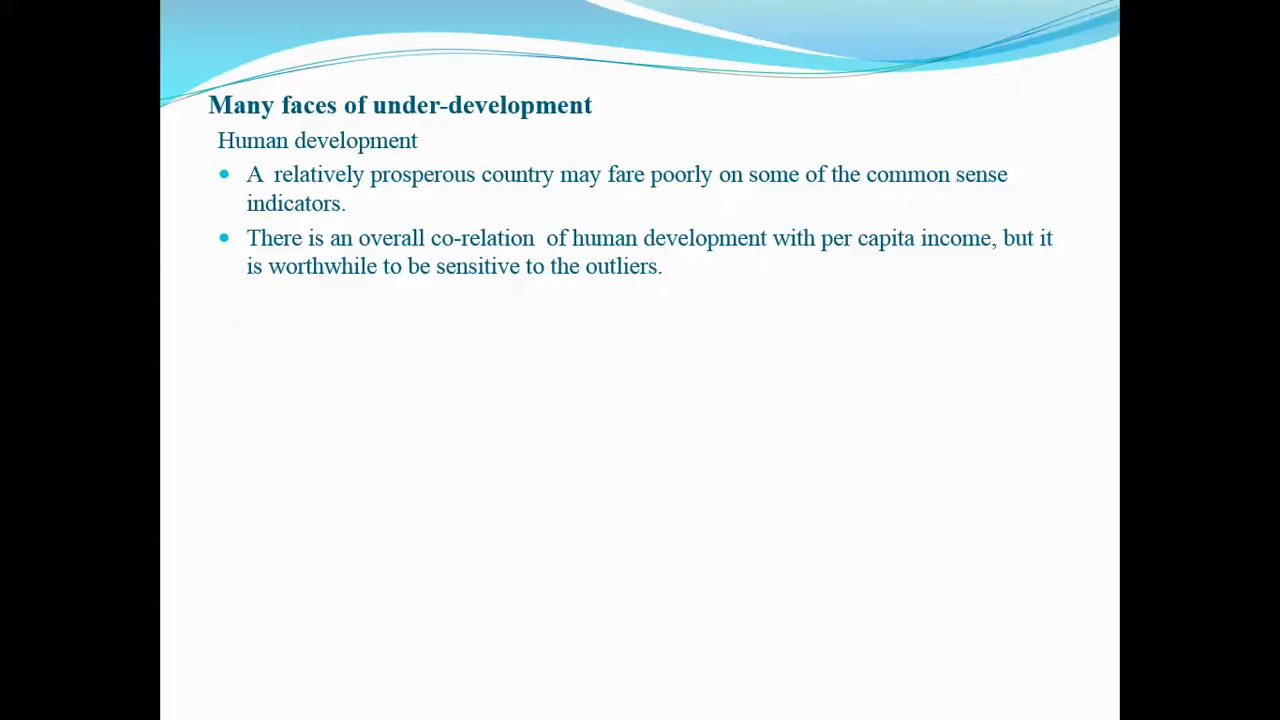 Many faces of under-development
Human development
• A relatively prosperous country may fare poorly on some of the common sense
indicators.
• There is an overall co-relation of human development with per capita income, but it
is worthwhile to be sensitive to the outliers.